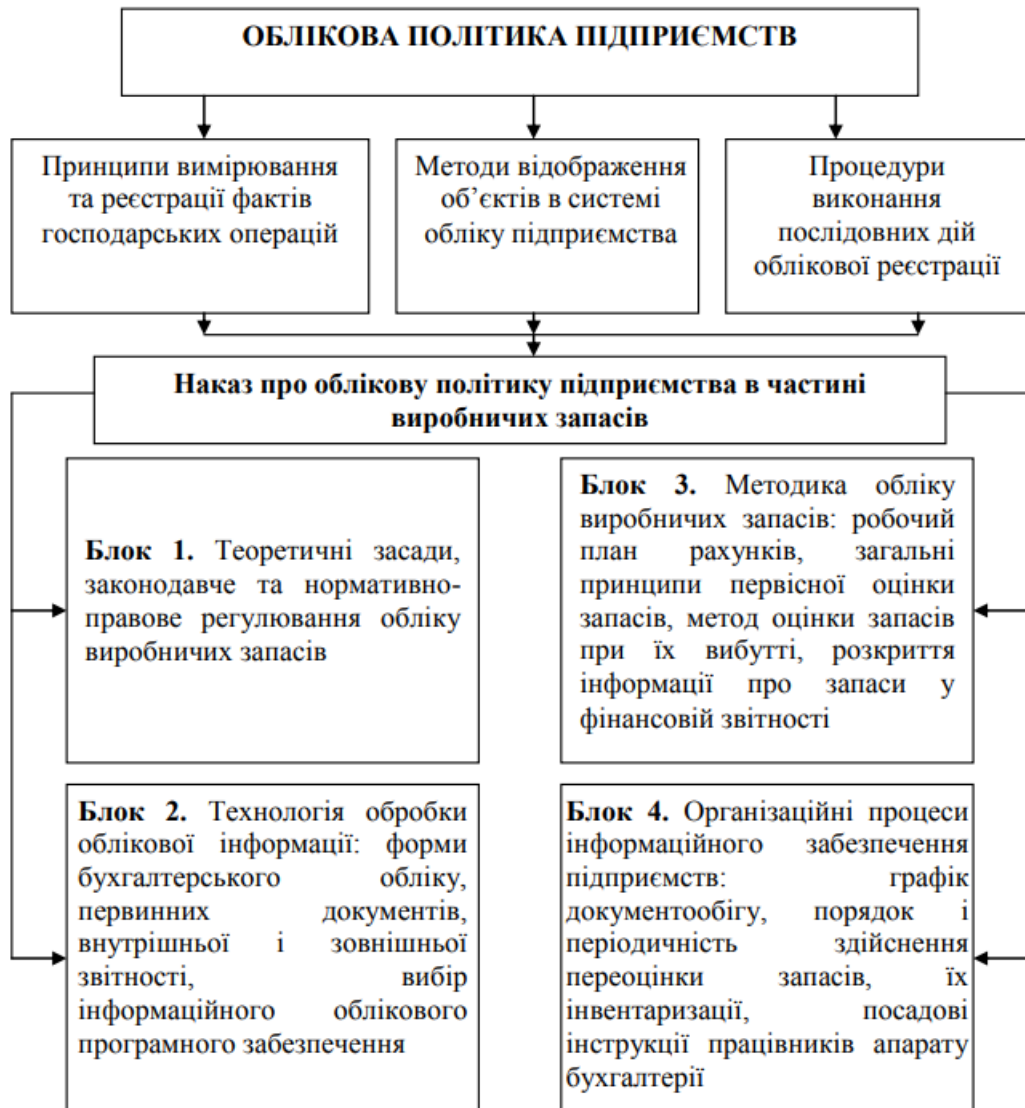 ОБЛІКОВА ПОЛІТИКА ПІДПРИЄМСТВ
Принципи вимірювання
та реєстрації фактів
господарських операцій
Методи відображення
об’єктів в системі
обліку підприємства
Процедури
виконання
послідовних дій
облікової реєстрації
Наказ про облікову політику підприємства в частині
виробничих запасів
Блок 1. Теоретичні засади,
законодавче та нормативно-
правове регулювання обліку
виробничих запасів
Блок 3. Методика обліку
виробничих запасів: робочий
план рахунків, загальні
принципи первісної оцінки
запасів, метод оцінки запасів
при їх вибутті, розкриття
інформації про запаси у
фінансовій звітності
Блок 2. Технологія обробки
облікової інформації: форми
бухгалтерського обліку,
первинних документів,
внутрішньої і зовнішньої
звітності, вибір
інформаційного облікового
програмного забезпечення
Блок 4. Організаційні процеси
інформаційного забезпечення
підприємств: графік
документообігу, порядок і
періодичність здійснення
переоцінки запасів, їх
інвентаризації, посадові
інструкції працівників апарату
бухгалтерії